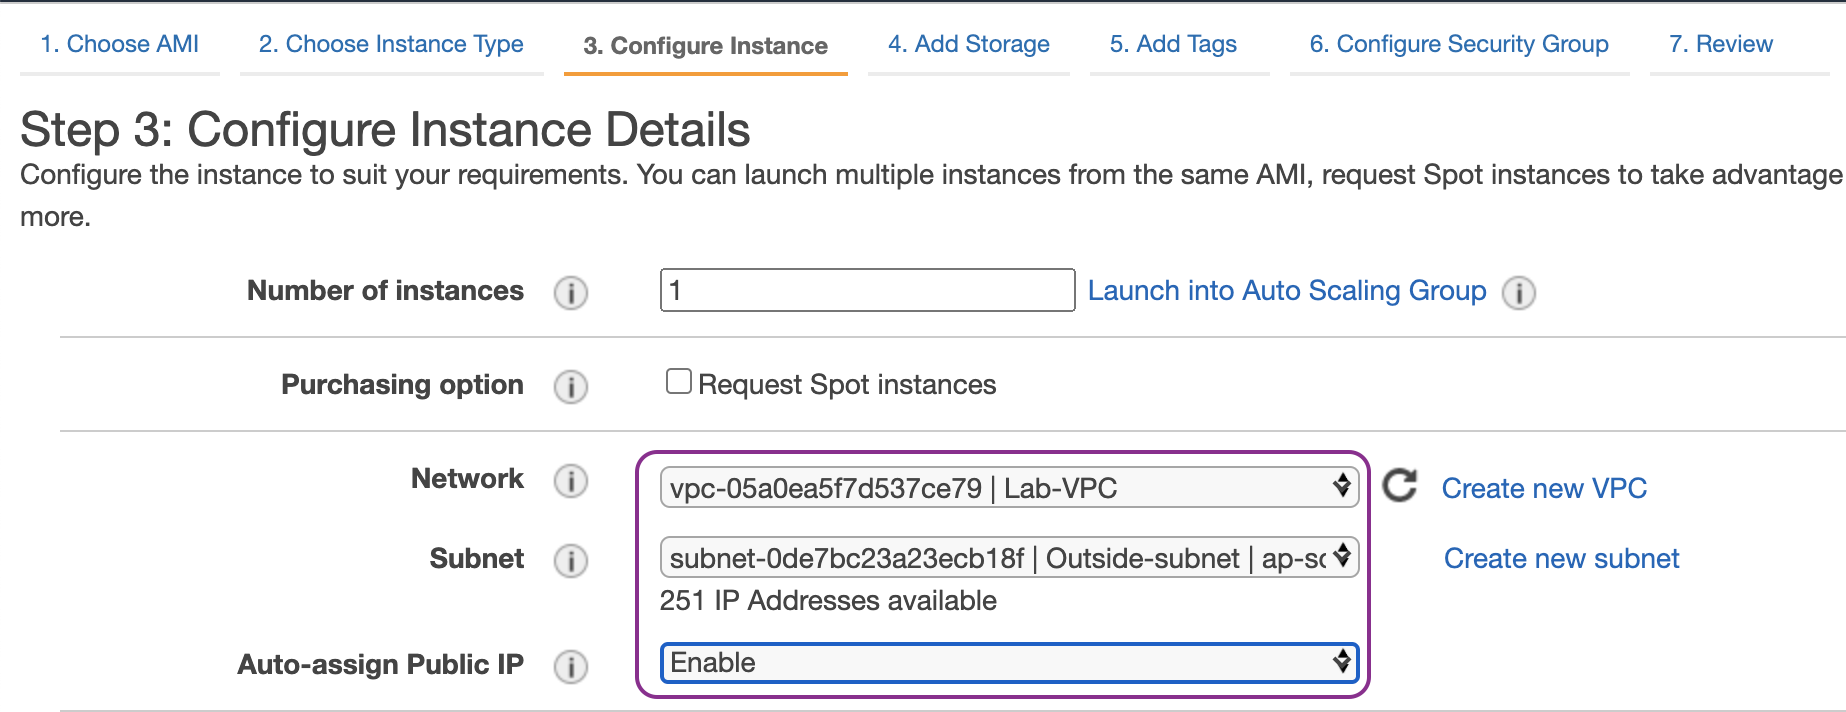 1. Choose AMI 2. Choose Instance Type 3. Configure Instance 4. Add Storage 5. Add Tags 6. Configure Security Group 7. Review
Step 3: Configure Instance Details
Configure the instance to suit your requirements. You can launch multiple instances from the same AMI, request Spot instances to take advantage
more.
Number of instances 1 Launch into Auto Scaling Group
Purchasing option Request Spot instances
Network vpc-05a0ea5f7d537ce79 | Lab-VPC Create new VPC
Subnet subnet-0de7bc23a23ecb18f | Outside-subnet | ap-so Create new subnet
251 IP Addresses available
Auto-assign Public IP Enable